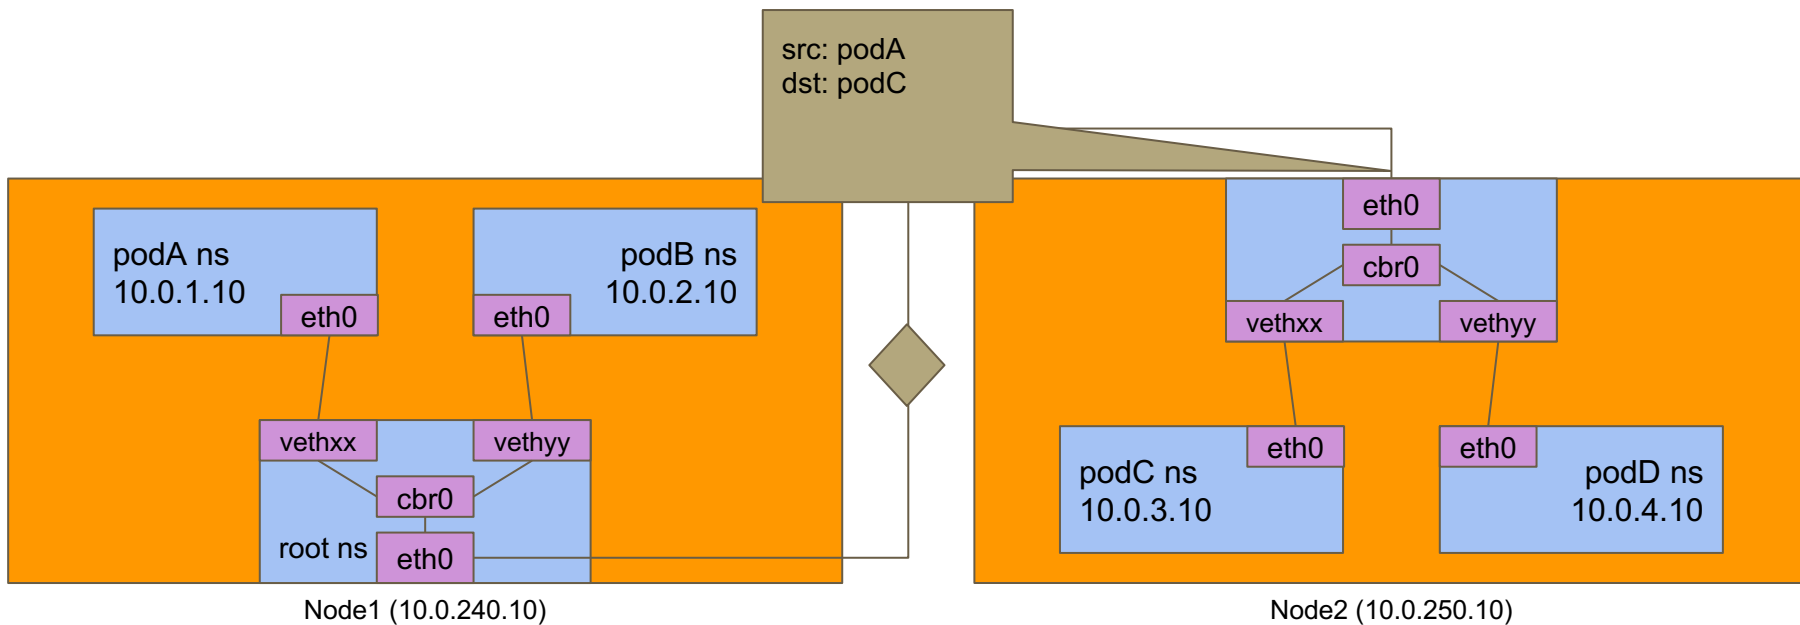 src: podA
dst: podC
podA ns
10.0.1.10
eth0
podB ns
10.0.2.10
eth0
vethxx
vethyy
cbr0
root ns
eth0
Node1 (10.0.240.10)
eth0
cbr0
vethxx
vethyy
podC ns
10.0.3.10
eth0
podD ns
10.0.4.10
eth0
Node2 (10.0.250.10)